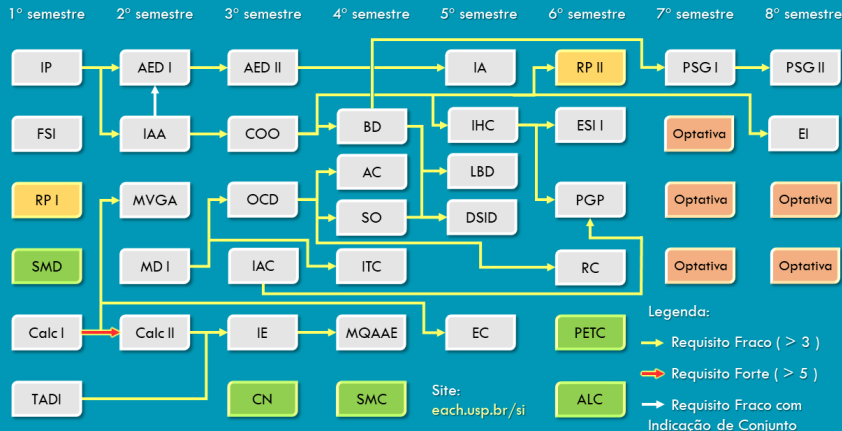 1º semestre 2º semestre 3º semestre 4º semestre 5º semestre 6º semestre 7º semestre 8º semestre
IP AED I AED II IA RP II PSG I PSG II
FSI IAA COO BD IHC ESI I Optativa EI
AC LBD
RP I MVGA OCD PGP Optativa Optativa
SO DSID
SMD MD I IAC ITC RC Optativa Optativa
Calc I Calc II IE MQAAE EC PETC
TADI CN SMC ALC
Site:
each.usp.br/si
Legenda:
Requisito Fraco ( > 3 )
Requisito Forte ( > 5 )
Requisito Fraco com
Indicação de Conjunto